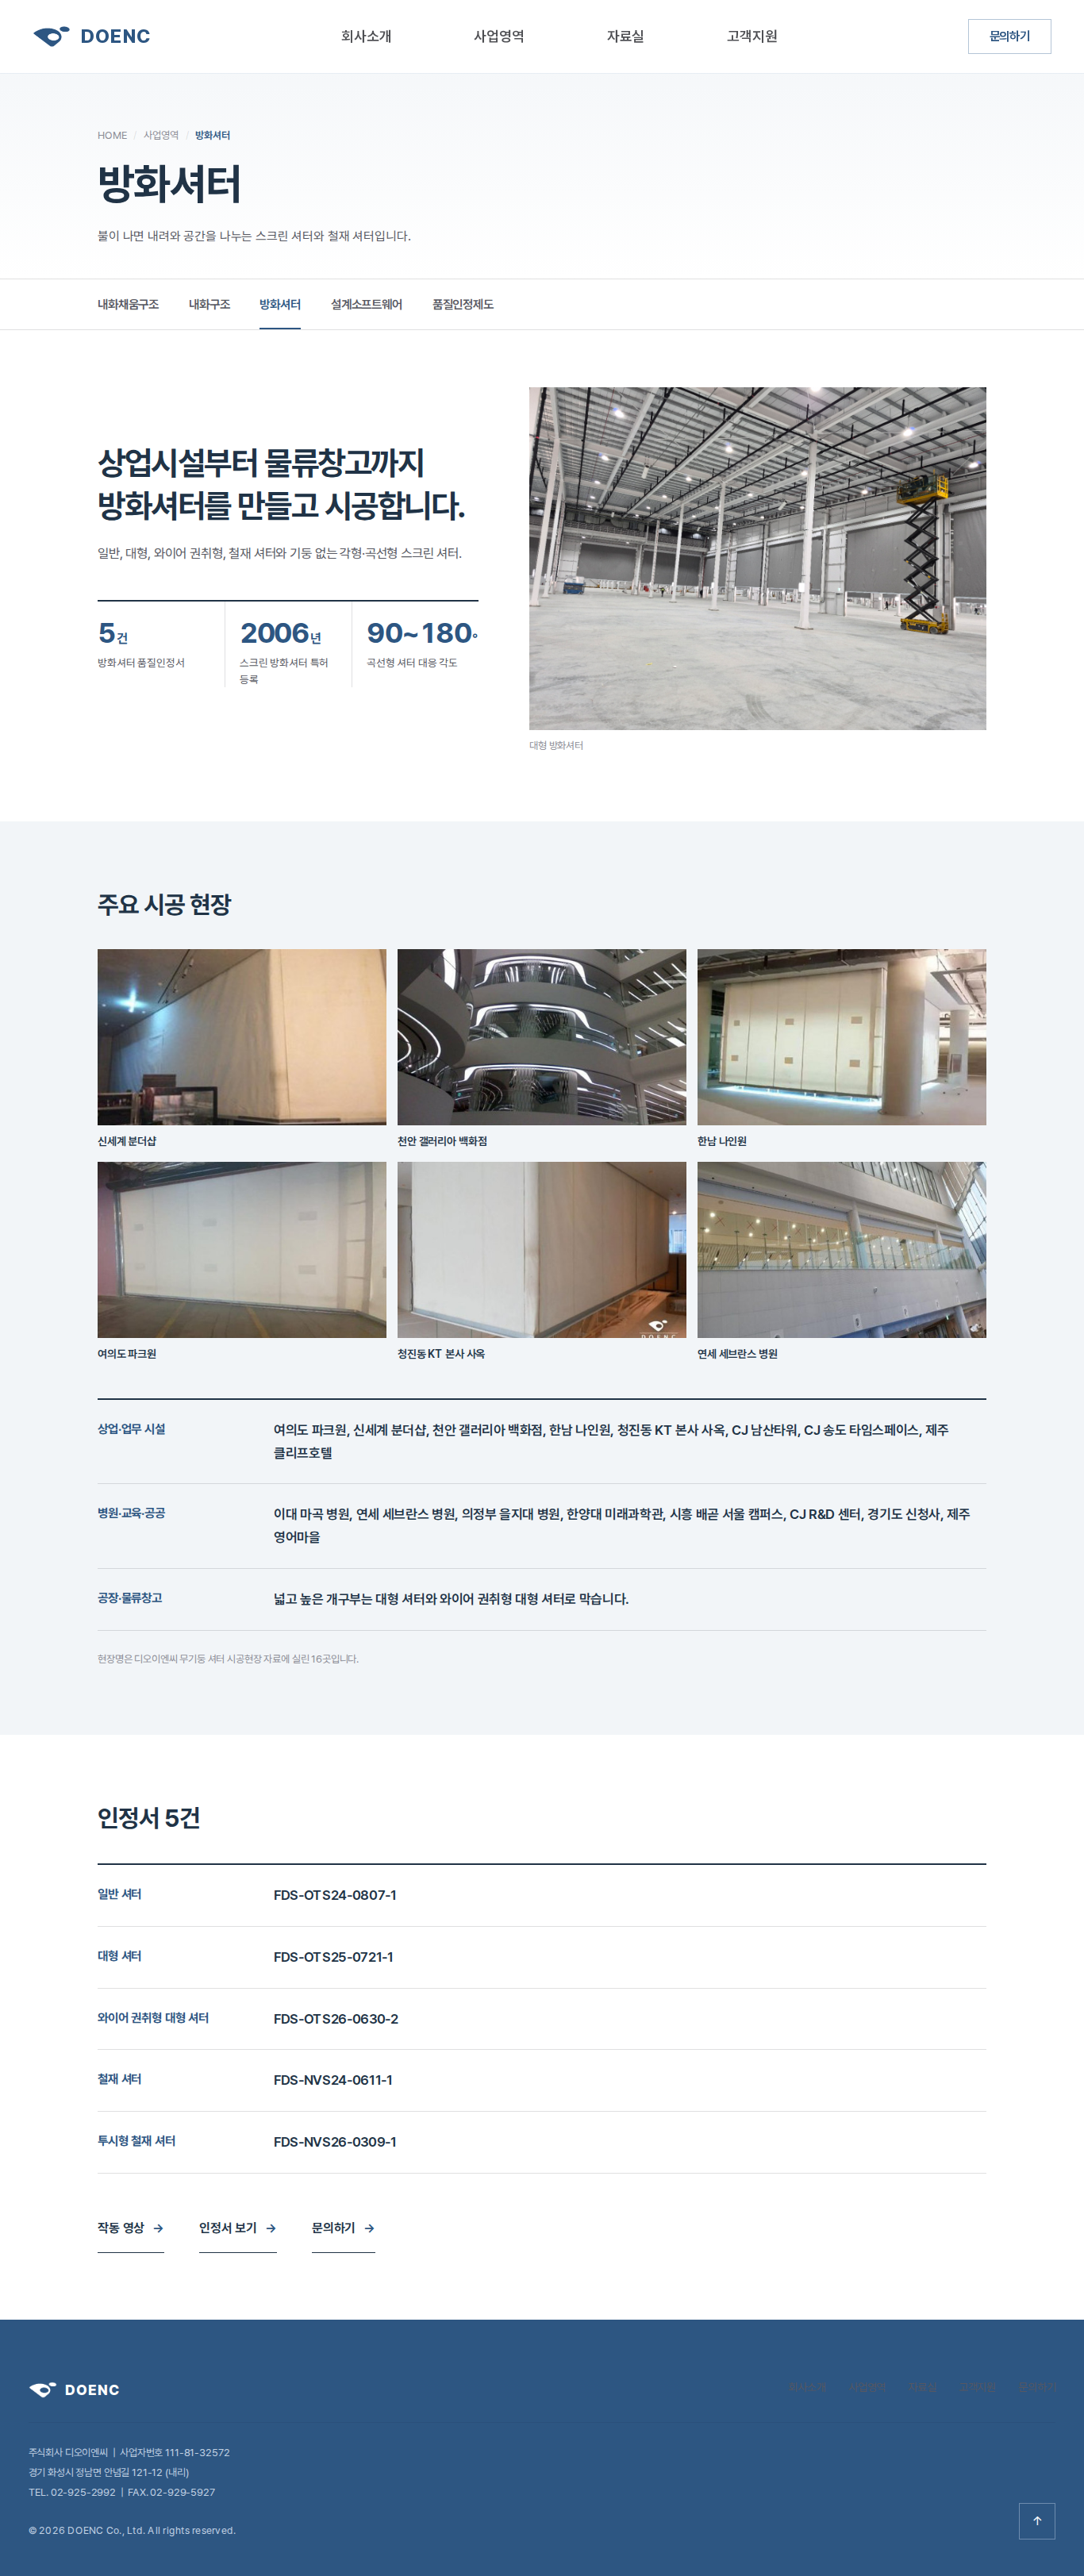 DOENC
회사소개
사업영역
자료실
고객지원
문의하기
HOME / 사업영역 / 방화셔터
방화셔터
불이 나면 내려와 공간을 나누는 스크린 셔터와 철재 셔터입니다.
내화채움구조
내화구조
방화셔터
설계소프트웨어
품질인정제도
상업시설부터 물류창고까지
방화셔터를 만들고 시공합니다.
일반, 대형, 와이어 권취형, 철재 셔터와 기둥 없는 각형·곡선형 스크린 셔터.
5건
방화셔터 품질인정서
2006년
스크린 방화셔터 특허
등록
90~180°
곡선형 셔터 대응 각도
대형 방화셔터
주요 시공 현장
신세계 분더샵
천안 갤러리아 백화점
한남 나인원
DOENC
여의도 파크원
청진동 KT 본사 사옥
연세 세브란스 병원
상업·업무 시설
여의도 파크원, 신세계 분더샵, 천안 갤러리아 백화점, 한남 나인원, 청진동 KT 본사 사옥, CJ 남산타워, CJ 송도 타임스페이스, 제주
클리프호텔
병원·교육·공공
이대 마곡 병원, 연세 세브란스 병원, 의정부 을지대 병원, 한양대 미래과학관, 시흥 배곧 서울 캠퍼스, CJ R&D 센터, 경기도 신청사, 제주
영어마을
공장·물류창고
넓고 높은 개구부는 대형 셔터와 와이어 권취형 대형 셔터로 막습니다.
현장명은 디오이앤씨 무기둥 셔터 시공현장 자료에 실린 16곳입니다.
인정서 5건
일반 셔터
FDS-OTS24-0807-1
대형 셔터
FDS-OTS25-0721-1
와이어 권취형 대형 셔터
FDS-OTS26-0630-2
철재 셔터
FDS-NVS24-0611-1
투시형 철재 셔터
FDS-NVS26-0309-1
작동 영상 →
인정서 보기 →
문의하기 →
DOENC
회사소개
사업영역
자료실
고객지원
문의하기
주식회사 디오이앤씨 | 사업자번호 111-81-32572
경기 화성시 정남면 안녕길 121-12 (내리)
TEL. 02-925-2992 | FAX. 02-929-5927
© 2026 DOENC Co., Ltd. All rights reserved.
↑